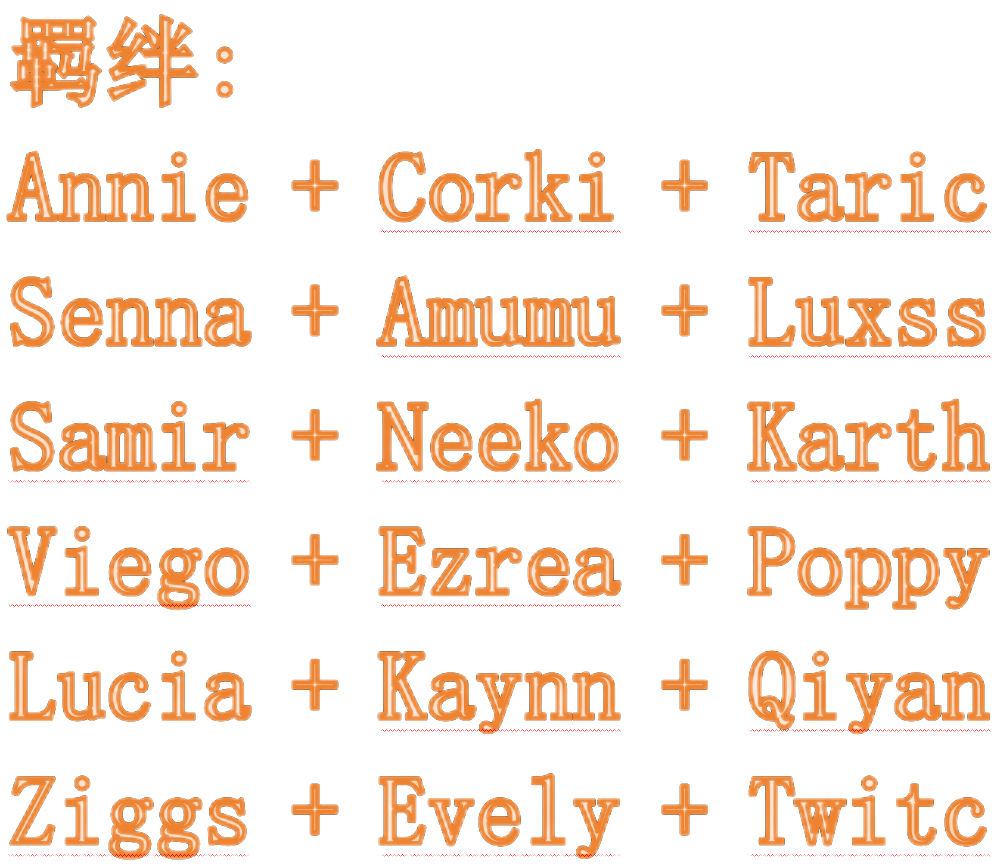 羁绊:
Annie + Corki + Taric
Senna + Amumu + Luxss
Samir + Neeko + Karth
Viego + Ezrea + Poppy
Lucia + Kaynn + Qiyan
Ziggs + Evely + Twitc